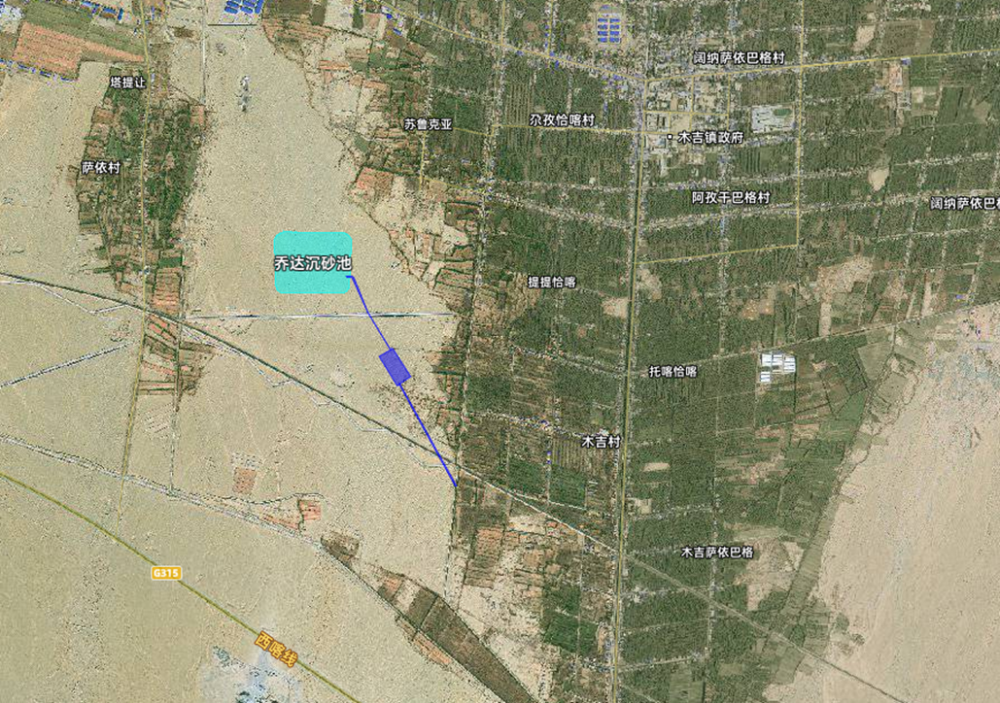 阔纳萨依巴格村
塔提让
苏鲁克亚
尕孜恰喀村
木吉镇政府
萨依村
阿孜干巴格村
阔纳萨依巴格
乔达沉砂池
提提恰喀
托喀恰喀
木吉村
木吉萨依巴格
G315
西喀线